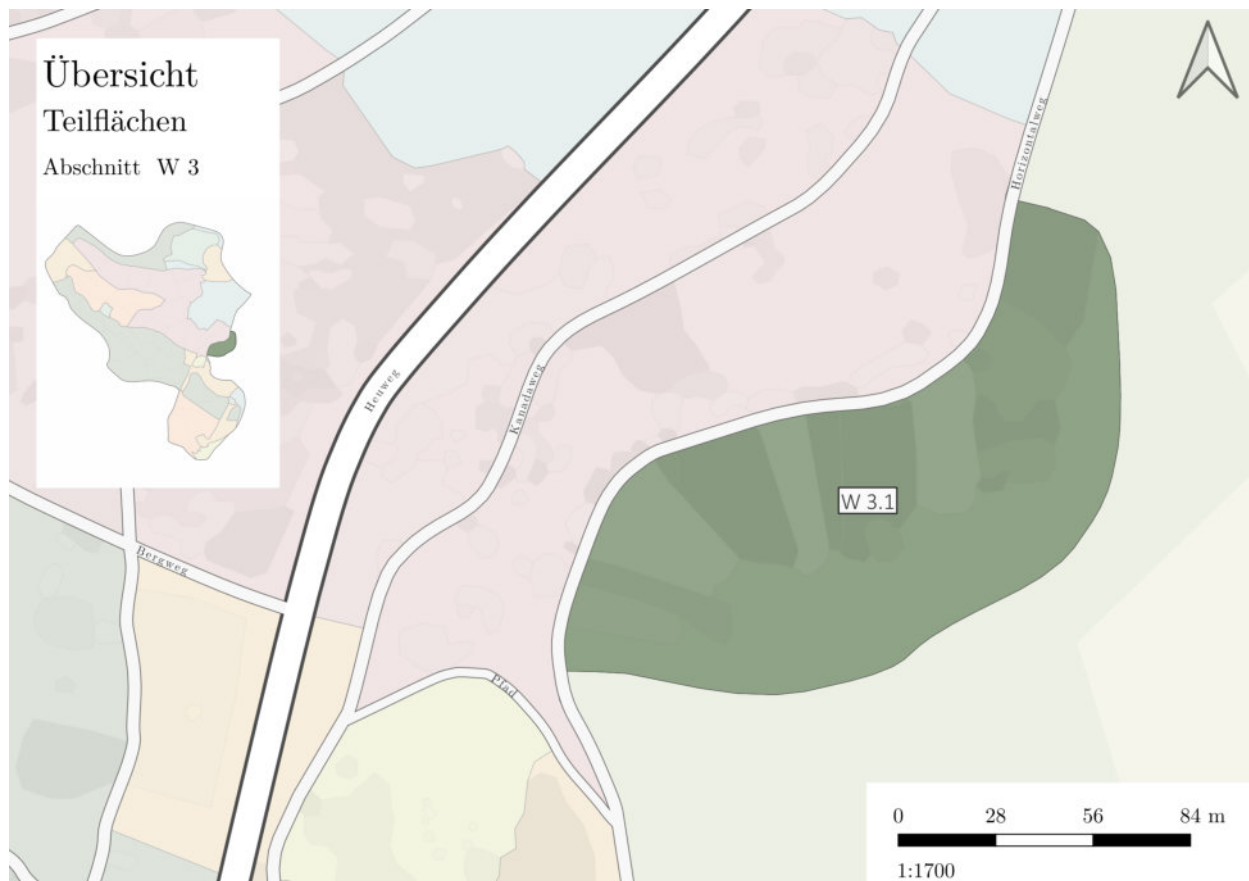 Übersicht
Teilflächen
Abschnitt W 3
Horizontalweg
Heuweg
Kanadaweg
W 3.1
Bergweg
Pfad
0 28 56 84 m
1:1700